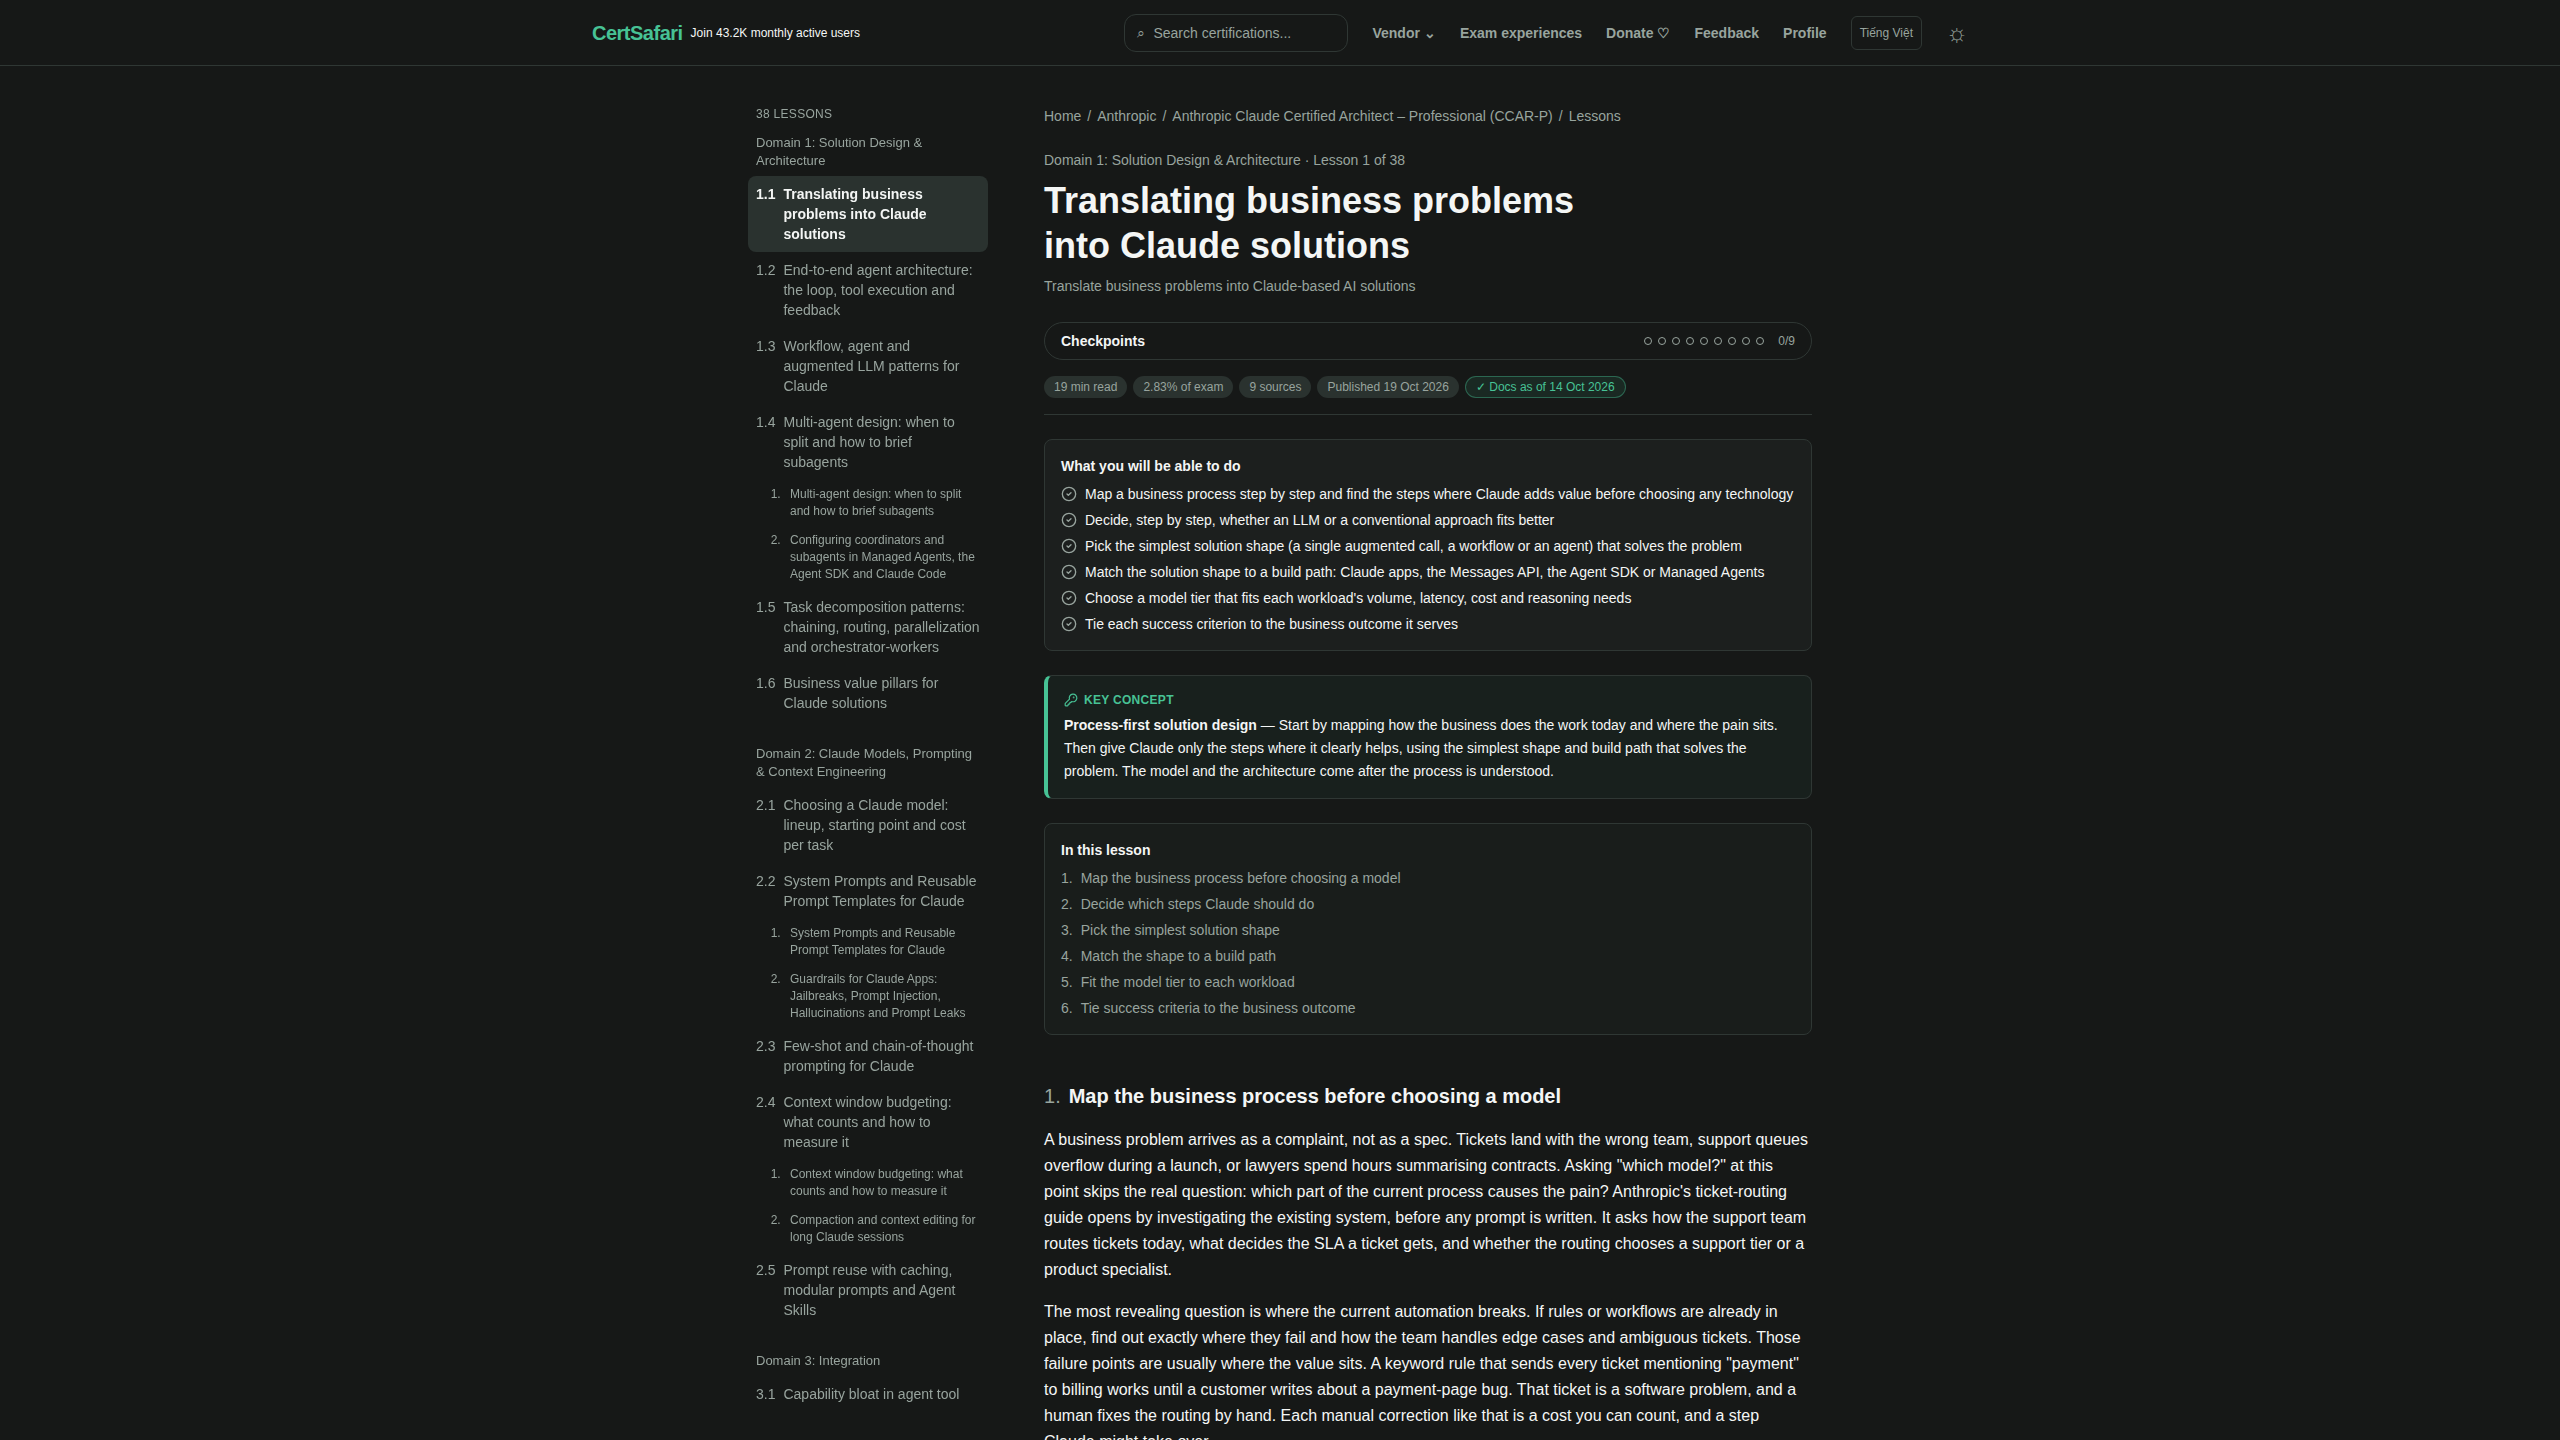 CertSafari Join 43.2K monthly active users
Search certifications...
Vendor
Exam experiences
Donate ♡
Feedback
Profile
Tiếng Việt
38 LESSONS
Domain 1: Solution Design &
Architecture
1.1 Translating business
problems into Claude
solutions
1.2 End-to-end agent architecture:
the loop, tool execution and
feedback
1.3 Workflow, agent and
augmented LLM patterns for
Claude
1.4 Multi-agent design: when to
split and how to brief
subagents
1. Multi-agent design: when to split
and how to brief subagents
2. Configuring coordinators and
subagents in Managed Agents, the
Agent SDK and Claude Code
1.5 Task decomposition patterns:
chaining, routing, parallelization
and orchestrator-workers
1.6 Business value pillars for
Claude solutions
Domain 2: Claude Models, Prompting
& Context Engineering
2.1 Choosing a Claude model:
lineup, starting point and cost
per task
2.2 System Prompts and Reusable
Prompt Templates for Claude
1. System Prompts and Reusable
Prompt Templates for Claude
2. Guardrails for Claude Apps:
Jailbreaks, Prompt Injection,
Hallucinations and Prompt Leaks
2.3 Few-shot and chain-of-thought
prompting for Claude
2.4 Context window budgeting:
what counts and how to
measure it
1. Context window budgeting: what
counts and how to measure it
2. Compaction and context editing for
long Claude sessions
2.5 Prompt reuse with caching,
modular prompts and Agent
Skills
Domain 3: Integration
3.1 Capability bloat in agent tool
Home / Anthropic / Anthropic Claude Certified Architect – Professional (CCAR-P) / Lessons
Domain 1: Solution Design & Architecture · Lesson 1 of 38
Translating business problems
into Claude solutions
Translate business problems into Claude-based AI solutions
Checkpoints 0/9
19 min read
2.83% of exam
9 sources
Published 19 Oct 2026
✓ Docs as of 14 Oct 2026
What you will be able to do
Map a business process step by step and find the steps where Claude adds value before choosing any technology
Decide, step by step, whether an LLM or a conventional approach fits better
Pick the simplest solution shape (a single augmented call, a workflow or an agent) that solves the problem
Match the solution shape to a build path: Claude apps, the Messages API, the Agent SDK or Managed Agents
Choose a model tier that fits each workload's volume, latency, cost and reasoning needs
Tie each success criterion to the business outcome it serves
KEY CONCEPT
Process-first solution design — Start by mapping how the business does the work today and where the pain sits.
Then give Claude only the steps where it clearly helps, using the simplest shape and build path that solves the
problem. The model and the architecture come after the process is understood.
In this lesson
1. Map the business process before choosing a model
2. Decide which steps Claude should do
3. Pick the simplest solution shape
4. Match the shape to a build path
5. Fit the model tier to each workload
6. Tie success criteria to the business outcome
1. Map the business process before choosing a model
A business problem arrives as a complaint, not as a spec. Tickets land with the wrong team, support queues
overflow during a launch, or lawyers spend hours summarising contracts. Asking "which model?" at this
point skips the real question: which part of the current process causes the pain? Anthropic's ticket-routing
guide opens by investigating the existing system, before any prompt is written. It asks how the support team
routes tickets today, what decides the SLA a ticket gets, and whether the routing chooses a support tier or a
product specialist.
The most revealing question is where the current automation breaks. If rules or workflows are already in
place, find out exactly where they fail and how the team handles edge cases and ambiguous tickets. Those
failure points are usually where the value sits. A keyword rule that sends every ticket mentioning "payment"
to billing works until a customer writes about a payment-page bug. That ticket is a software problem, and a
human fixes the routing by hand. Each manual correction like that is a cost you can count, and a step
Claude might take over.